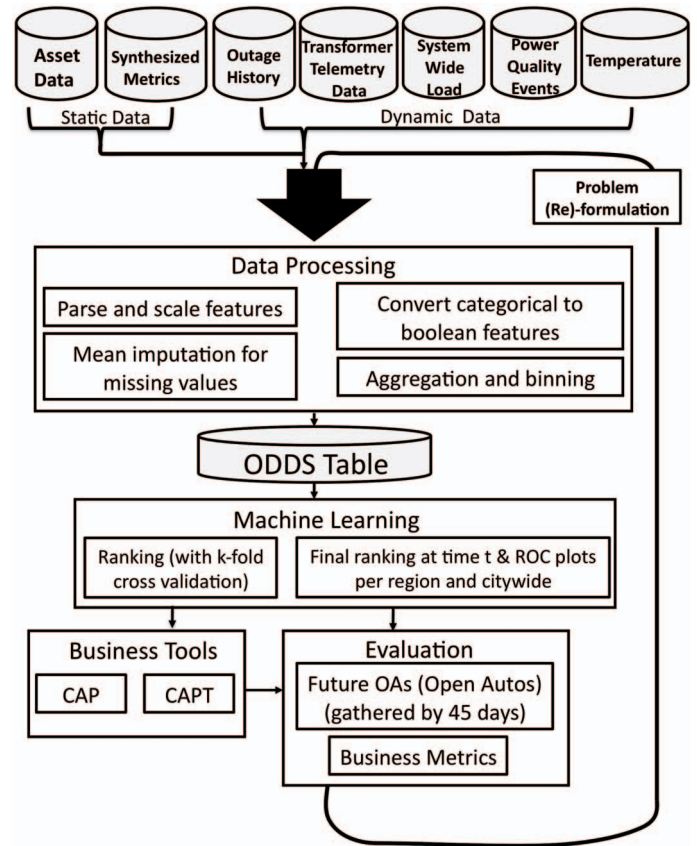 Asset
Data
Synthesized
Metrics
Outage
History
Transformer
Telemetry
Data
System
Wide
Load
Power
Quality
Events
Temperature
Static Data
Dynamic Data
Problem
(Re)-formulation
Data Processing
Parse and scale features
Mean imputation for
missing values
Convert categorical to
boolean features
Aggregation and binning
ODDS Table
Machine Learning
Ranking (with k-fold
cross validation)
Final ranking at time t & ROC plots
per region and citywide
Business Tools
CAP
CAPT
Evaluation
Future OAs (Open Autos)
(gathered by 45 days)
Business Metrics